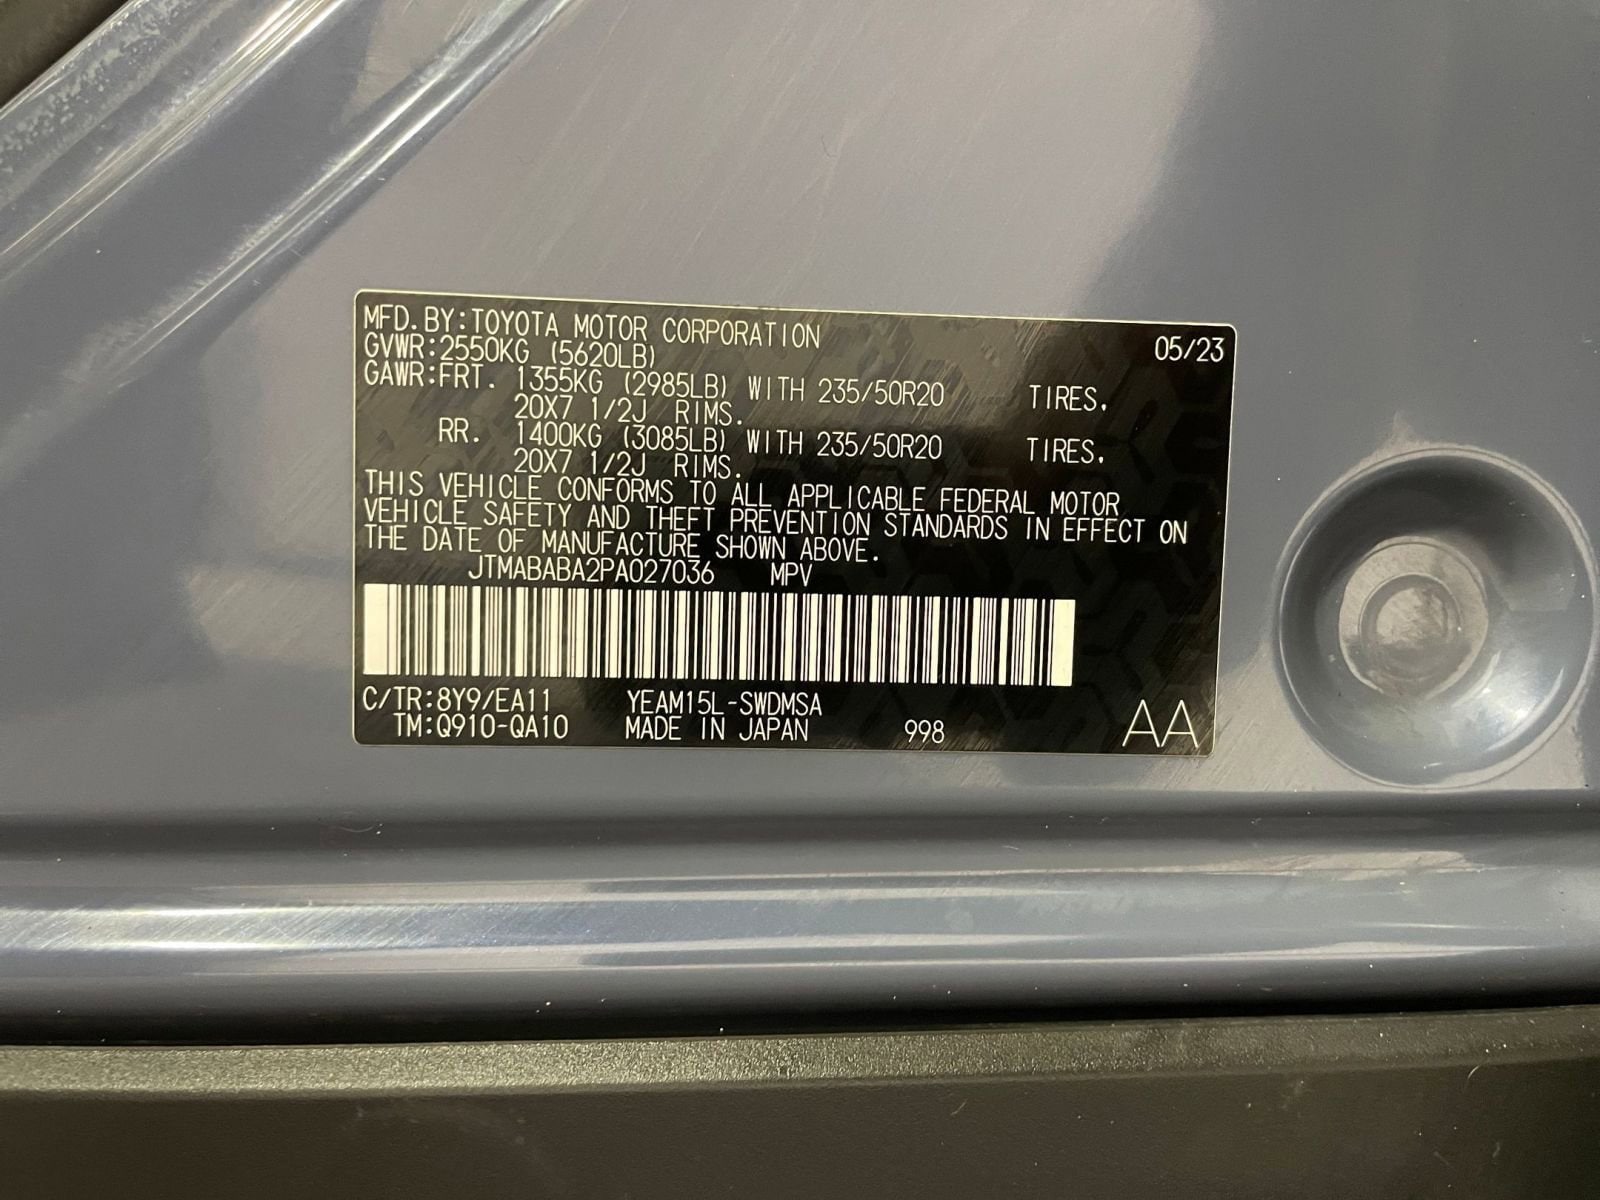 MFD. BY:TOYOTA MOTOR CORPORATION 05/23
GVWR:2550KG (5620LB)
GAWR:FRT. 1355KG (2985LB) WITH 235/50R20 TIRES,
20X7 1/2J RIMS.
RR. 1400KG (3085LB) WITH 235/50R20 TIRES,
20X7 1/2J RIMS.
THIS VEHICLE CONFORMS TO ALL APPLICABLE FEDERAL MOTOR
VEHICLE SAFETY AND THEFT PREVENTION STANDARDS IN EFFECT ON
THE DATE OF MANUFACTURE SHOWN ABOVE.
JTMABABA2PA027036 MPV
C/TR:8Y9/EA11 YEAM15L-SWDMSA
TM:Q910-QA10 MADE IN JAPAN 998 AA